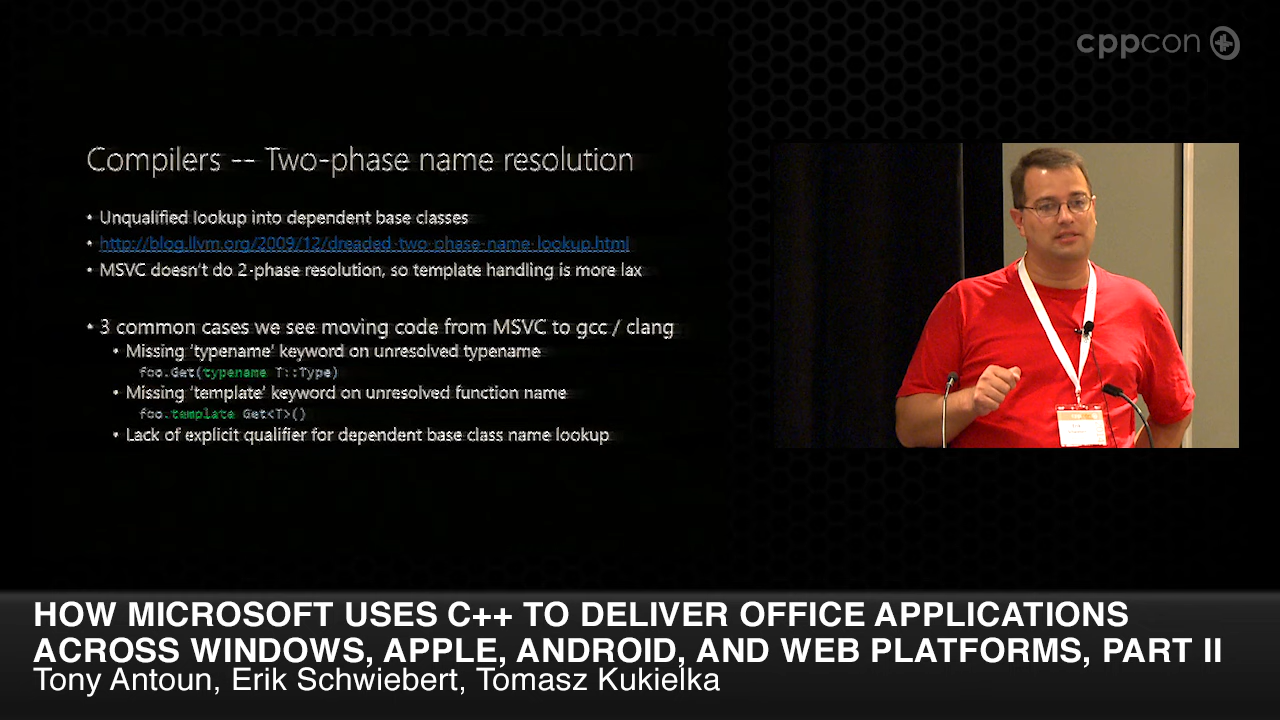 cppcon
Compilers -- Two-phase name resolution
• Unqualified lookup into dependent base classes
• http://blog.llvm.org/2009/12/dreaded-two-phase-name-lookup.html
• MSVC doesn't do 2-phase resolution, so template handling is more lax
• 3 common cases we see moving code from MSVC to gcc / clang
• Missing 'typename' keyword on unresolved typename
foo.Get(typename T::Type)
• Missing 'template' keyword on unresolved function name
foo.template Get<T>()
• Lack of explicit qualifier for dependent base class name lookup
HOW MICROSOFT USES C++ TO DELIVER OFFICE APPLICATIONS
ACROSS WINDOWS, APPLE, ANDROID, AND WEB PLATFORMS, PART II
Tony Antoun, Erik Schwiebert, Tomasz Kukielka